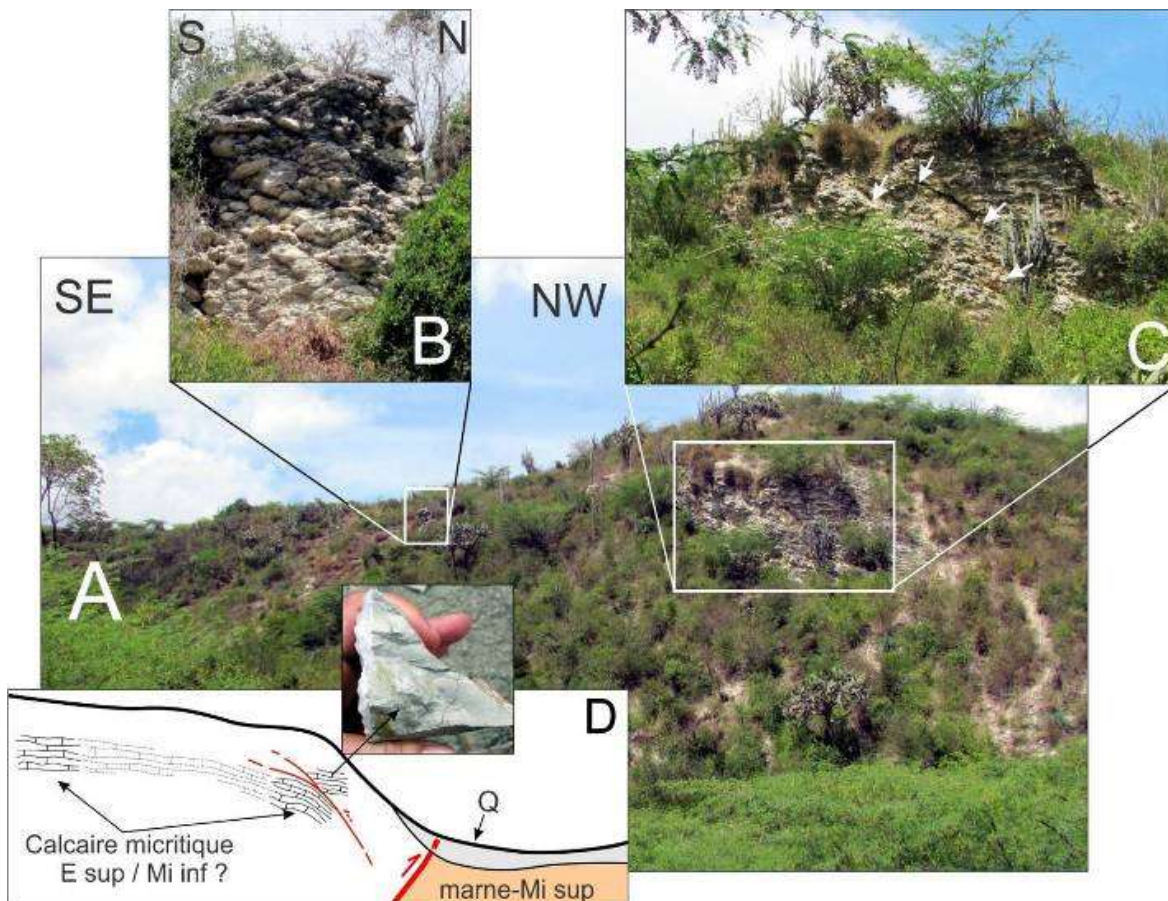 S
N
B
C
SE
NW
A
D
Q
Calcaire micritique
E sup / Mi inf ?
marne-Mi sup